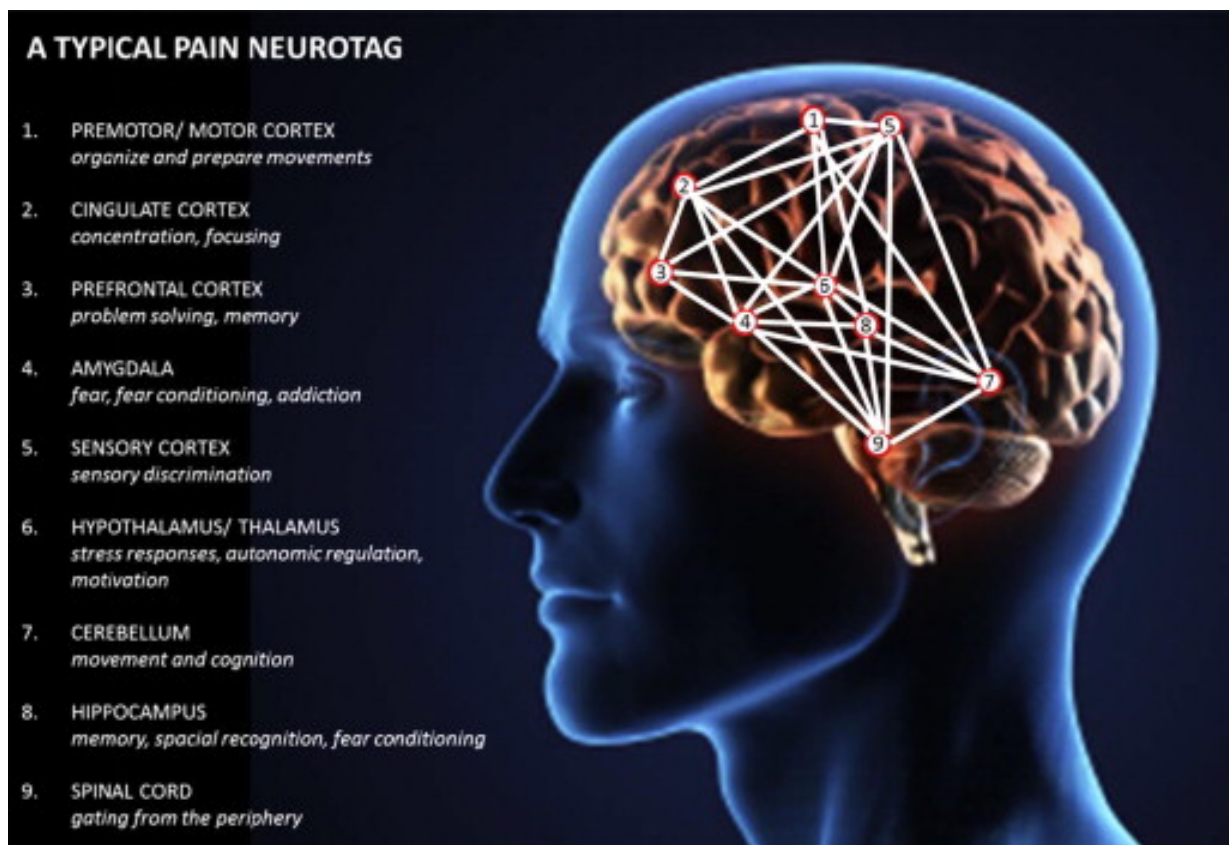 A TYPICAL PAIN NEUROTAG
1. PREMOTOR/ MOTOR CORTEX
organize and prepare movements
2. CINGULATE CORTEX
concentration, focusing
3. PREFRONTAL CORTEX
problem solving, memory
4. AMYGDALA
fear, fear conditioning, addiction
5. SENSORY CORTEX
sensory discrimination
6. HYPOTHALAMUS/ THALAMUS
stress responses, autonomic regulation,
motivation
7. CEREBELLUM
movement and cognition
8. HIPPOCAMPUS
memory, spacial recognition, fear conditioning
9. SPINAL CORD
gating from the periphery
1
5
2
3
6
4
8
7
9